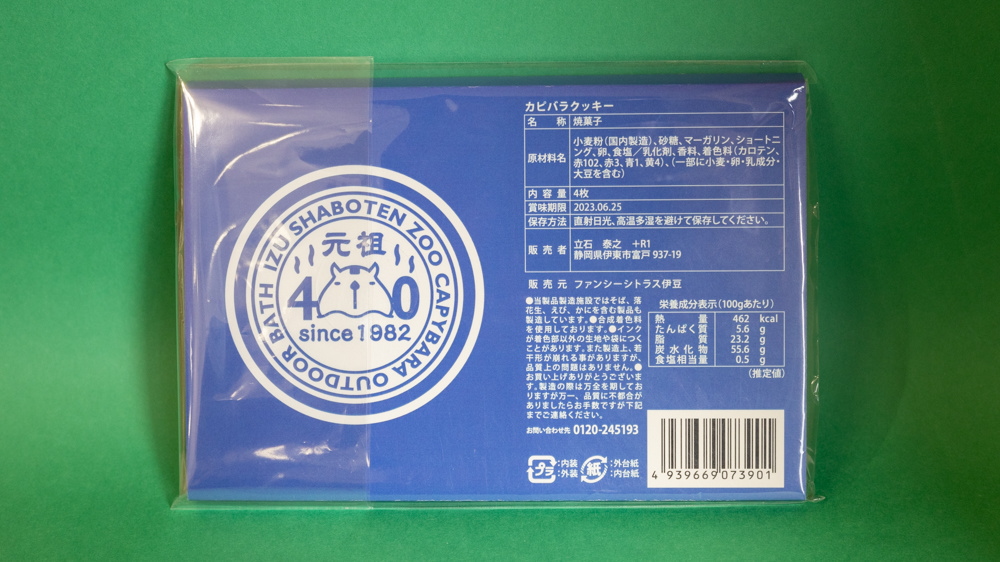 IZU SHABOTEN ZOO CAPYBARA OUTDOOR BATH
元祖
40
since 1982
カピバラクッキー
名 称 焼菓子
原材料名 小麦粉(国内製造)、砂糖、マーガリン、ショートニ
ング、卵、食塩/乳化剤、香料、着色料(カロテン、
赤102、赤3、青1、黄4)、(一部に小麦・卵・乳成分・
大豆を含む)
内容量 4枚
賞味期限 2023.06.25
保存方法 直射日光、高温多湿を避けて保存してください。
販売者 立石 泰之 +R1
静岡県伊東市富戸 937-19
販売元 ファンシーシトラス伊豆
●当製品製造施設ではそば、落
花生、えび、かにを含む製品も
製造しています。●合成着色料
を使用しております。●インク
が着色部以外の生地や袋につく
ことがあります。また製造上、若
干形が崩れる事がありますが、
品質上の問題はありません。●
お買い上げありがとうございま
す。製造の際は万全を期してお
りますが万一、品質に不都合が
ありましたらお手数ですが下記
までご連絡ください。
お問い合わせ先 0120-245193
栄養成分表示(100gあたり)
熱量 462 kcal
たんぱく質 5.6 g
脂質 23.2 g
炭水化物 55.6 g
食塩相当量 0.5 g
(推定値)
プラ :内装
:外装
紙 :外台紙
:内台紙
4 939669 073901